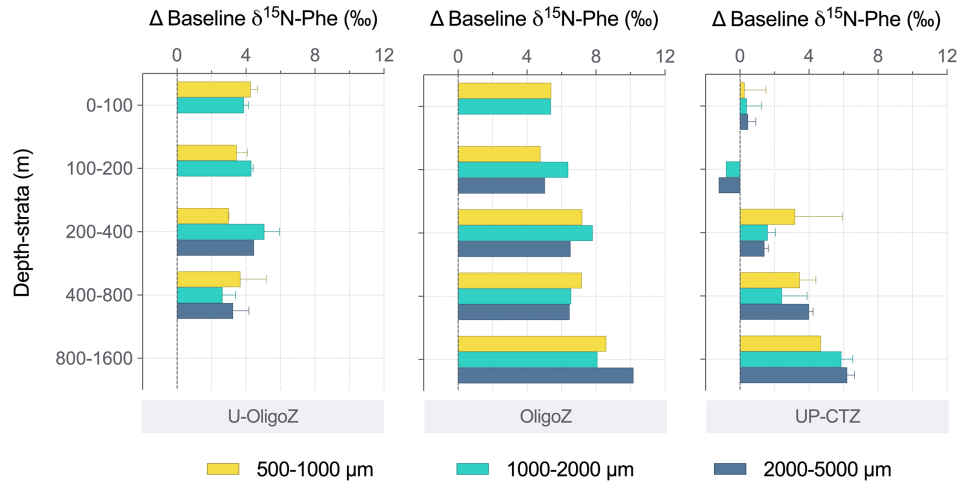 Δ Baseline δ¹⁵N-Phe (‰) Δ Baseline δ¹⁵N-Phe (‰) Δ Baseline δ¹⁵N-Phe (‰)
0 4 8 12 0 4 8 12 0 4 8 12
Depth-strata (m)
0-100
100-200
200-400
400-800
800-1600
U-OligoZ OligoZ UP-CTZ
500-1000 μm 1000-2000 μm 2000-5000 μm